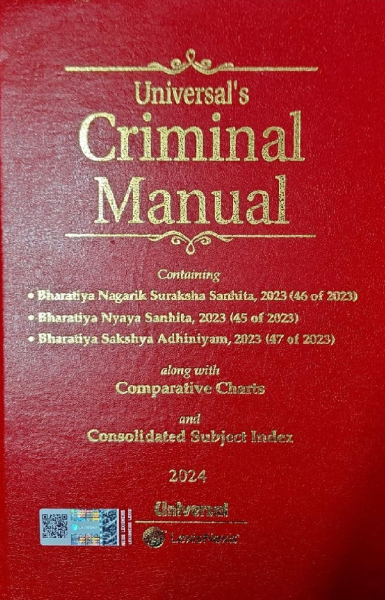 Universal's
Criminal
Manual
Containing
• Bharatiya Nagarik Suraksha Sanhita, 2023 (46 of 2023)
• Bharatiya Nyaya Sanhita, 2023 (45 of 2023)
• Bharatiya Sakshya Adhiniyam, 2023 (47 of 2023)
along with
Comparative Charts
and
Consolidated Subject Index
2024
Universal
LexisNexis